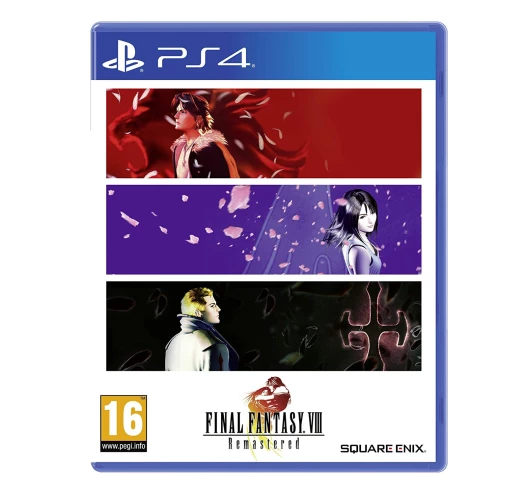 PS4
FINAL FANTASY. VIII
Remastered
16
www.pegi.info
SQUARE ENIX.